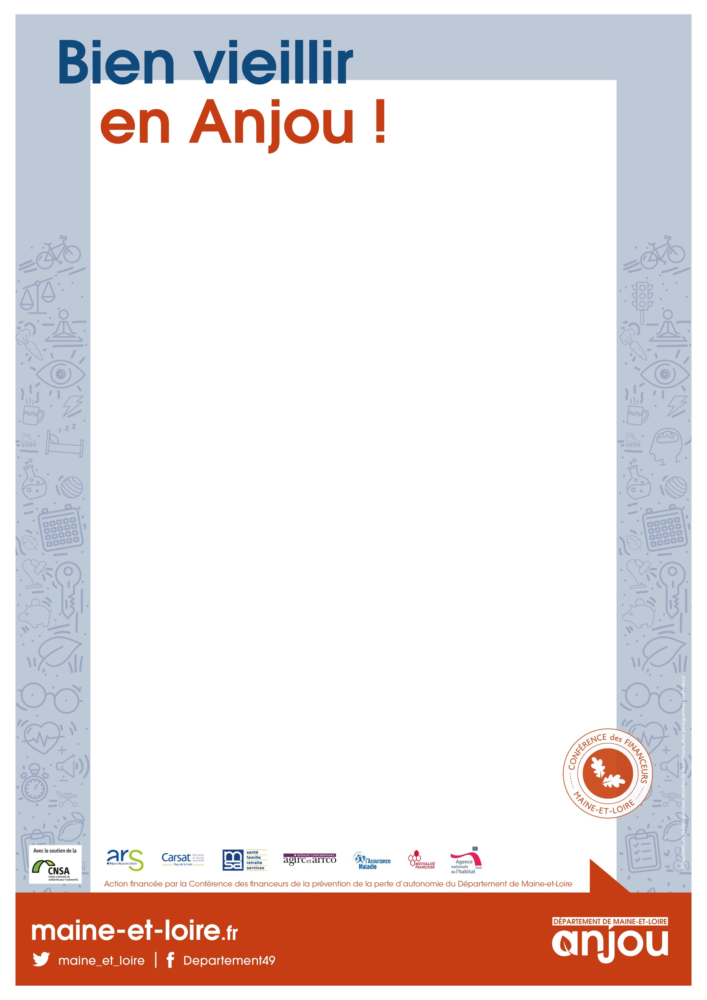 Bien vieillir
en Anjou !
z z z
© Département de Maine-et-Loire, direction de la communication, pictogrammes Shutterstock
CONFÉRENCE des FINANCEURS
MAINE-ET-LOIRE
Avec le soutien de la
CNSA
Caisse nationale de
solidarité pour l'autonomie
ars
Agence Régionale de Santé
Carsat Retraite
& Santé
au travail
Pays de la Loire
msa
santé
famille
retraite
services
RETRAITE COMPLEMENTAIRE
agirc et arrco
l'Assurance
Maladie
MUTUALITÉ
FRANÇAISE
Agence
nationale
de l'habitat
Anah
Action financée par la Conférence des financeurs de la prévention de la perte d'autonomie du Département de Maine-et-Loire
maine-et-loire.fr
maine_et_loire | f Departement49
DÉPARTEMENT DE MAINE-ET-LOIRE
anjou